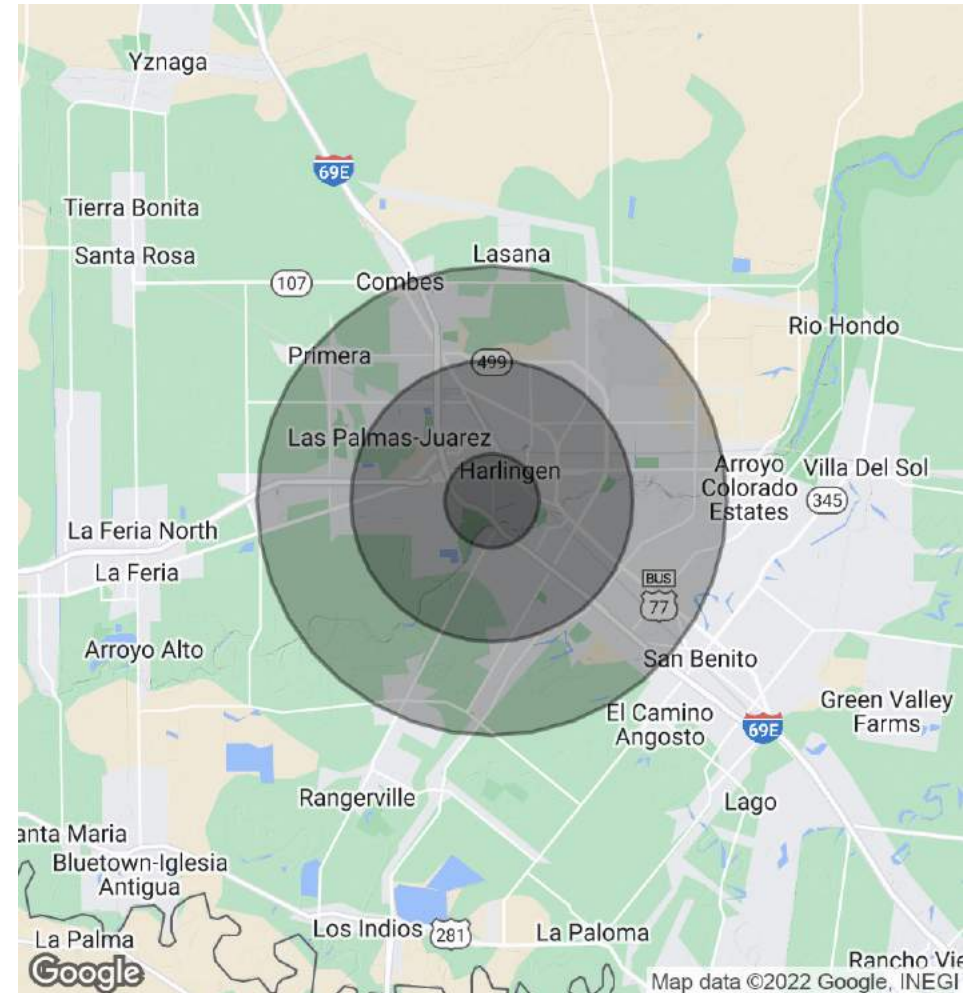 Yznaga
69E
Tierra Bonita
Santa Rosa
Lasana
107
Combes
Rio Hondo
Primera
499
Las Palmas-Juarez
Harlingen
Arroyo
Colorado
Estates
Villa Del Sol
345
La Feria North
La Feria
BUS
77
Arroyo Alto
San Benito
Green Valley
Farms
El Camino
Angosto
69E
Rangerville
Lago
anta Maria
Bluetown-Iglesia
Antigua
Los Indios
281
La Paloma
La Palma
Rancho Vie
Google
Map data ©2022 Google, INEGI